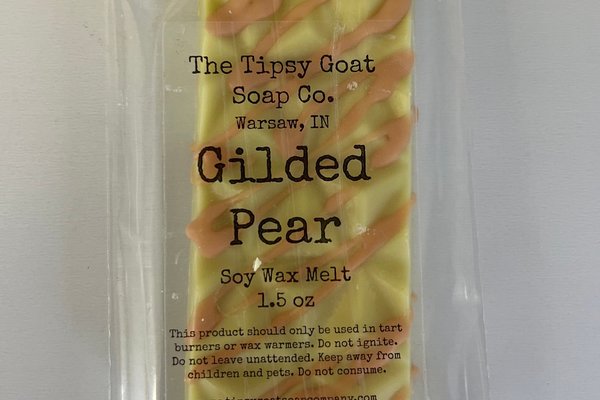 The Tipsy Goat
Soap Co.
Warsaw, IN
Gilded
Pear
Soy Wax Melt
1.5 oz
This product should only be used in tart
burners or wax warmers. Do not ignite.
Do not leave unattended. Keep away from
children and pets. Do not consume.